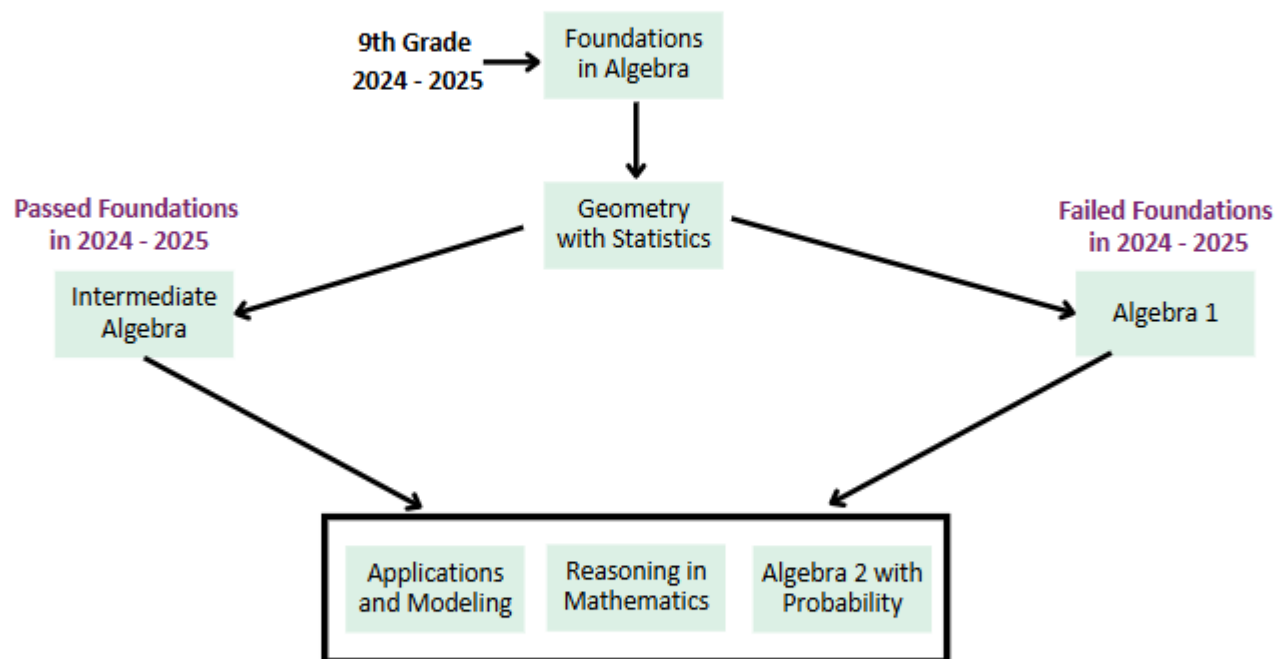 9th Grade
2024 - 2025
Foundations
in Algebra
Geometry
with Statistics
Passed Foundations
in 2024 - 2025
Failed Foundations
in 2024 - 2025
Intermediate
Algebra
Algebra 1
Applications
and Modeling
Reasoning in
Mathematics
Algebra 2 with
Probability